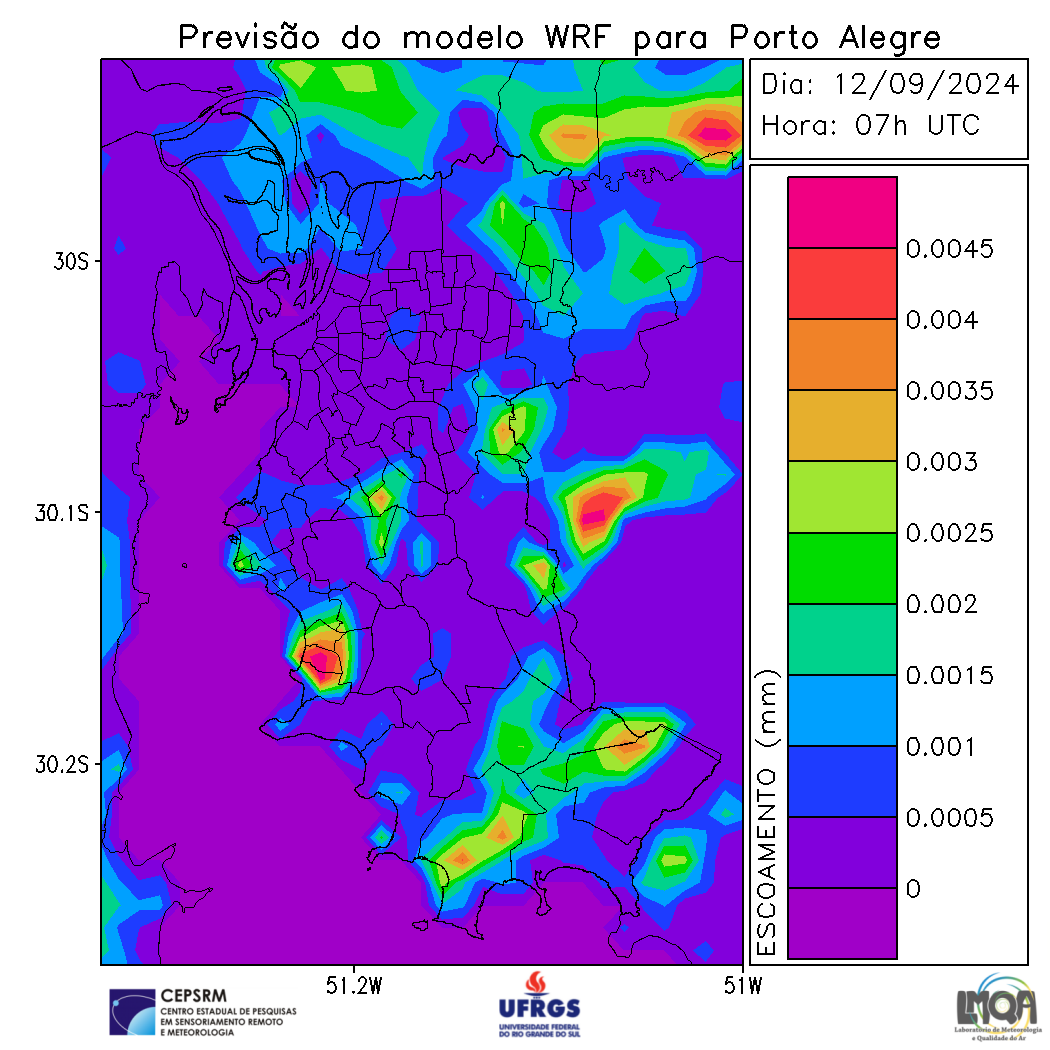 Previsão do modelo WRF para Porto Alegre
Dia: 12/09/2024
Hora: 07h UTC
0.0045
0.004
0.0035
0.003
0.0025
0.002
0.0015
0.001
0.0005
0
ESCOAMENTO (mm)
30S
30.1S
30.2S
51.2W
51W
CEPSRM
CENTRO ESTADUAL DE PESQUISAS
EM SENSORIAMENTO REMOTO
E METEOROLOGIA
UFRGS
UNIVERSIDADE FEDERAL
DO RIO GRANDE DO SUL
LMQA
Laboratório de Meteorologia
e Qualidade do Ar